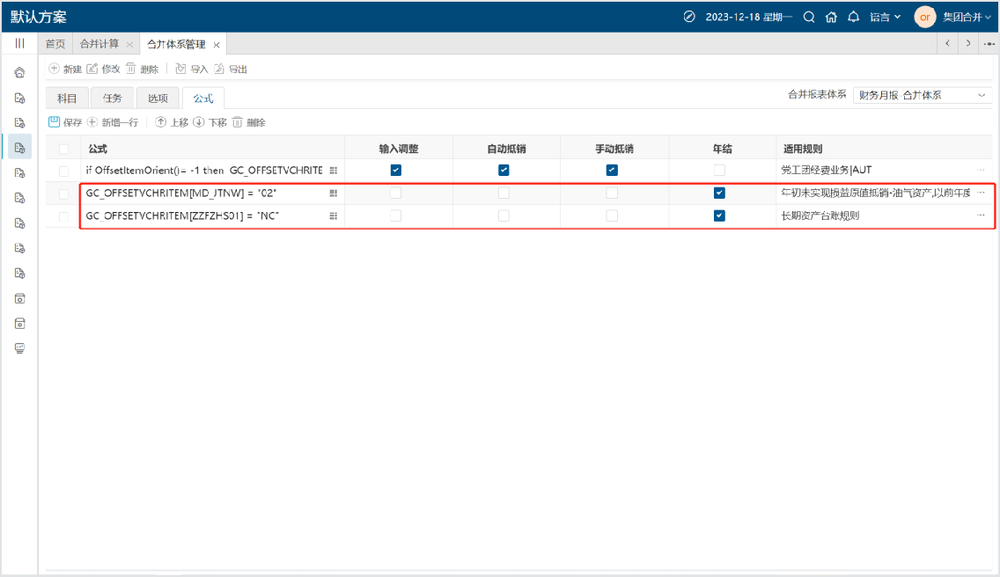 默认方案
2023-12-18 星期一
语言
or
集团合并
首页
合并计算
合并体系管理
新建
修改
删除
导入
导出
科目
任务
选项
公式
合并报表体系
财务月报-合并体系
保存
新增一行
上移
下移
删除
公式
输入调整
自动抵销
手动抵销
年结
适用规则
if OffsetItemOrient()= -1 then GC_OFFSETVCHRITE
党工团经费业务|AUT
GC_OFFSETVCHRITEM[MD_JTNW] = "02"
年初未实现损益原值抵销-油气资产,以前年度
GC_OFFSETVCHRITEM[ZZFZHS01] = "NC"
长期资产台账规则